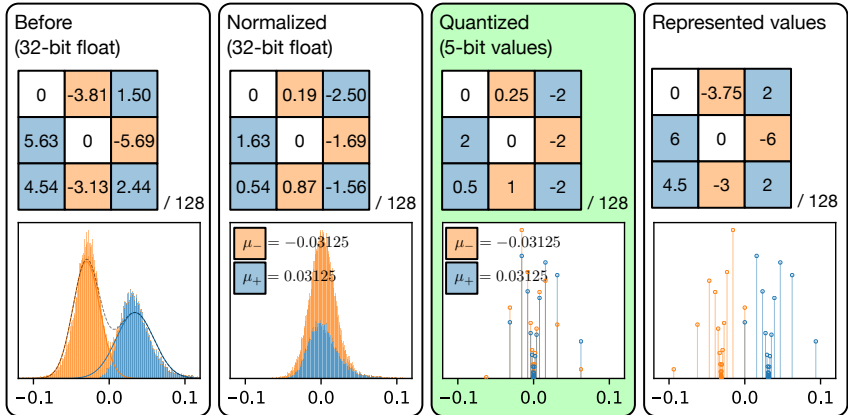 Before
(32-bit float)
0 -3.81 1.50
5.63 0 -5.69
4.54 -3.13 2.44
/ 128
−0.1 0.0 0.1
Normalized
(32-bit float)
0 0.19 -2.50
1.63 0 -1.69
0.54 0.87 -1.56
/ 128
μ− = −0.03125
μ+ = 0.03125
−0.1 0.0 0.1
Quantized
(5-bit values)
0 0.25 -2
2 0 -2
0.5 1 -2
/ 128
μ− = −0.03125
μ+ = 0.03125
−0.1 0.0 0.1
Represented values
0 -3.75 2
6 0 -6
4.5 -3 2
/ 128
−0.1 0.0 0.1